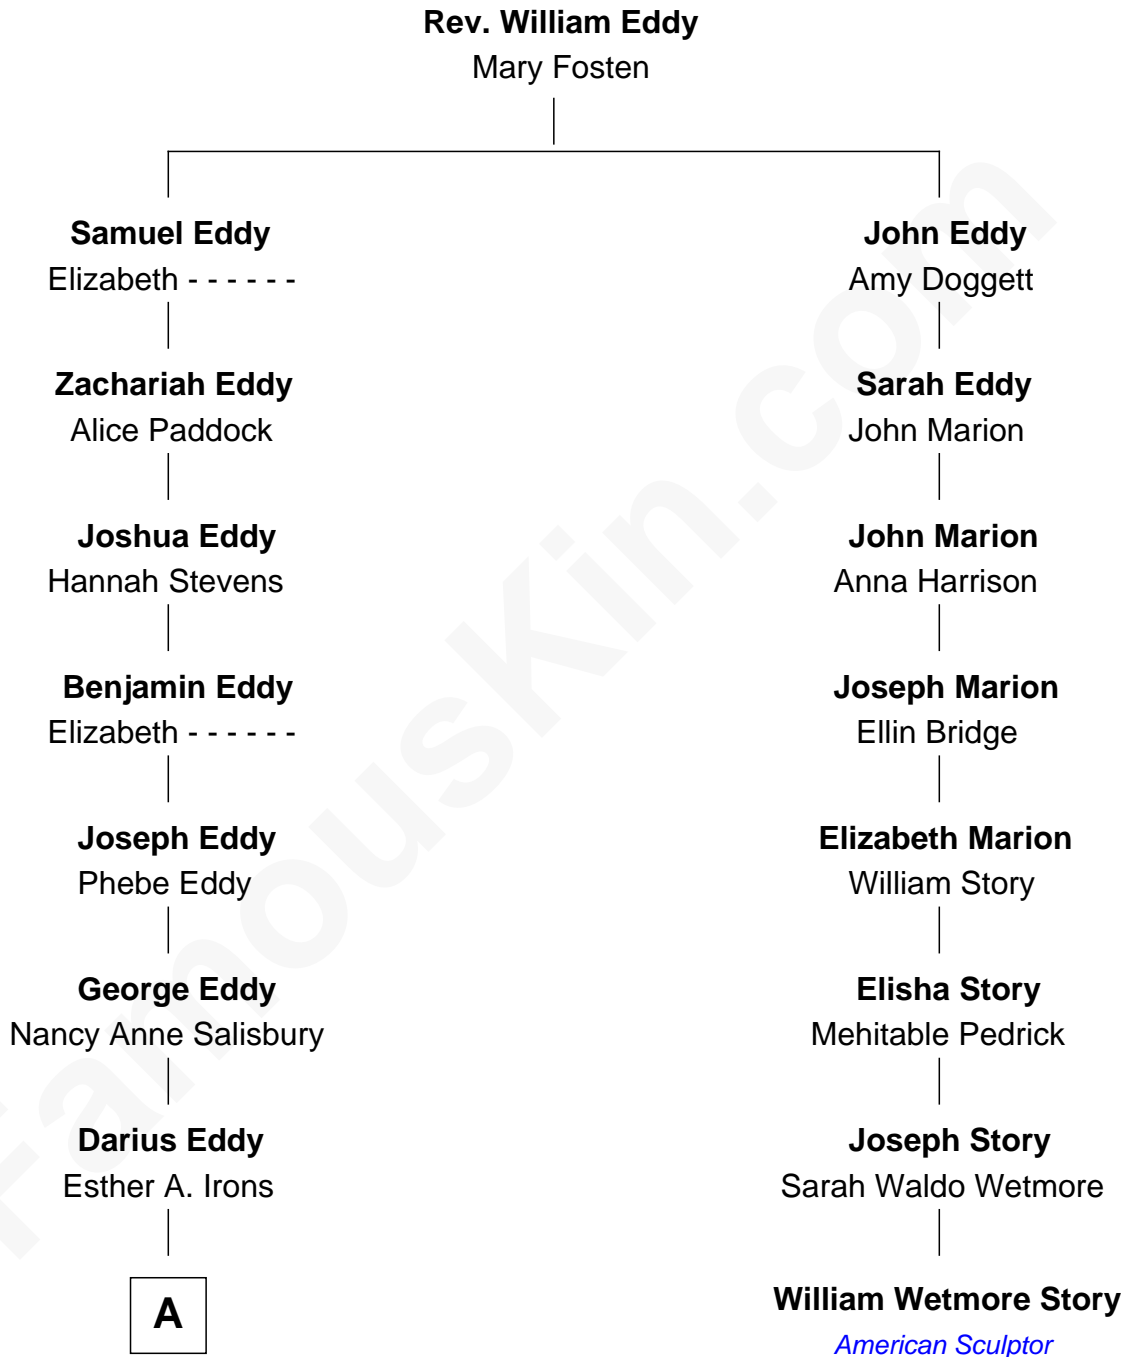 Rev. William Eddy
Mary Fosten
Samuel Eddy
Elizabeth - - - - - -
Zachariah Eddy
Alice Paddock
Joshua Eddy
Hannah Stevens
Benjamin Eddy
Elizabeth - - - - - -
Joseph Eddy
Phebe Eddy
George Eddy
Nancy Anne Salisbury
Darius Eddy
Esther A. Irons
A
John Eddy
Amy Doggett
Sarah Eddy
John Marion
John Marion
Anna Harrison
Joseph Marion
Ellin Bridge
Elizabeth Marion
William Story
Elisha Story
Mehitable Pedrick
Joseph Story
Sarah Waldo Wetmore
William Wetmore Story
American Sculptor
FamousKin.com